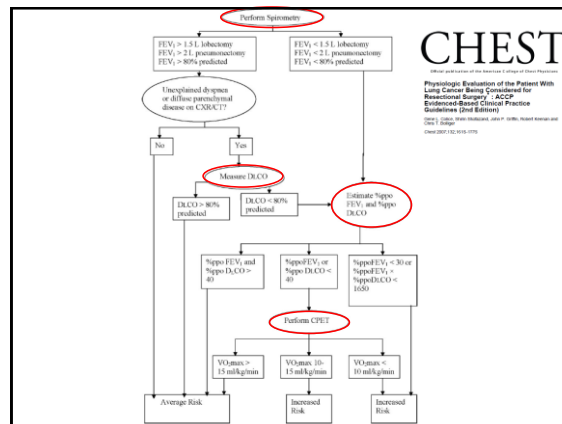 Perform Spirometry
FEV1 > 1.5 L lobectomy
FEV1 > 2 L pneumonectomy
FEV1 > 80% predicted
FEV1 < 1.5 L lobectomy
FEV1 < 2 L pneumonectomy
FEV1 < 80% predicted
CHEST
Official publication of the American College of Chest Physicians
Physiologic Evaluation of the Patient With
Lung Cancer Being Considered for
Resectional Surgery*: ACCP
Evidenced-Based Clinical Practice
Guidelines (2nd Edition)
Unexplained dyspnea
or diffuse parenchymal
disease on CXR/CT?
No
Yes
Measure DLCO
DLCO > 80%
predicted
DLCO < 80%
predicted
Estimate %ppo
FEV1 and %ppo
DLCO
%ppo FEV1 and
%ppo DLCO >
40
%ppoFEV1 or
%ppo DLCO <
40
%ppoFEV1 < 30 or
%ppoFEV1 ×
%ppoDLCO <
1650
Perform CPET
VO2max >
15 ml/kg/min
VO2max 10-
15 ml/kg/min
VO2max <
10 ml/kg/min
Average Risk
Increased
Risk
Increased
Risk